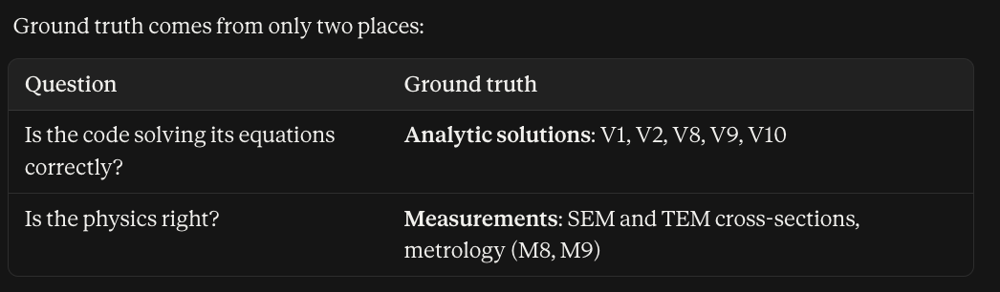 Ground truth comes from only two places:
Question
Ground truth
Is the code solving its equations
correctly?
Analytic solutions: V1, V2, V8, V9, V10
Is the physics right?
Measurements: SEM and TEM cross-sections,
metrology (M8, M9)